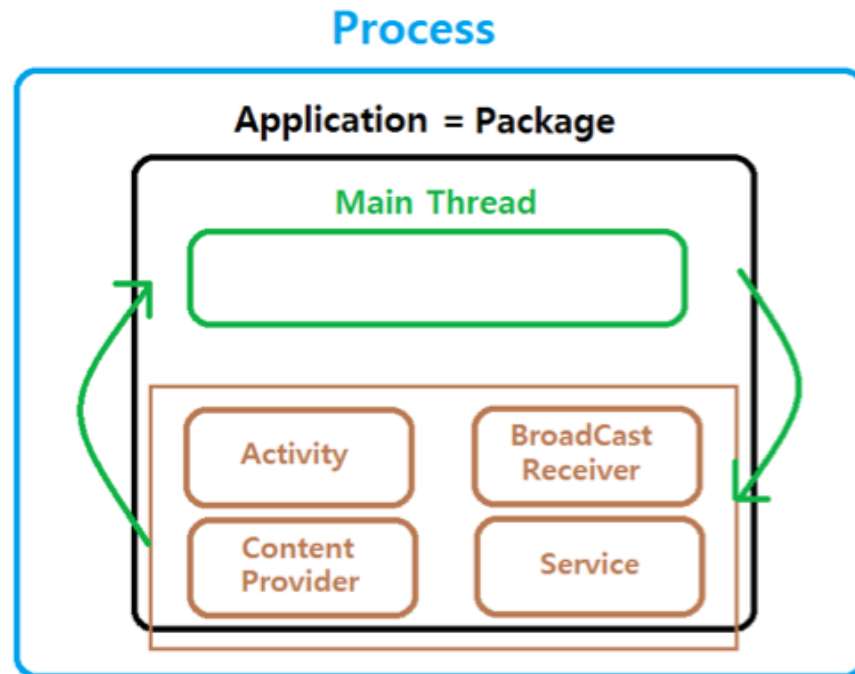 Process
Application = Package
Main Thread
Activity
BroadCast
Receiver
Content
Provider
Service